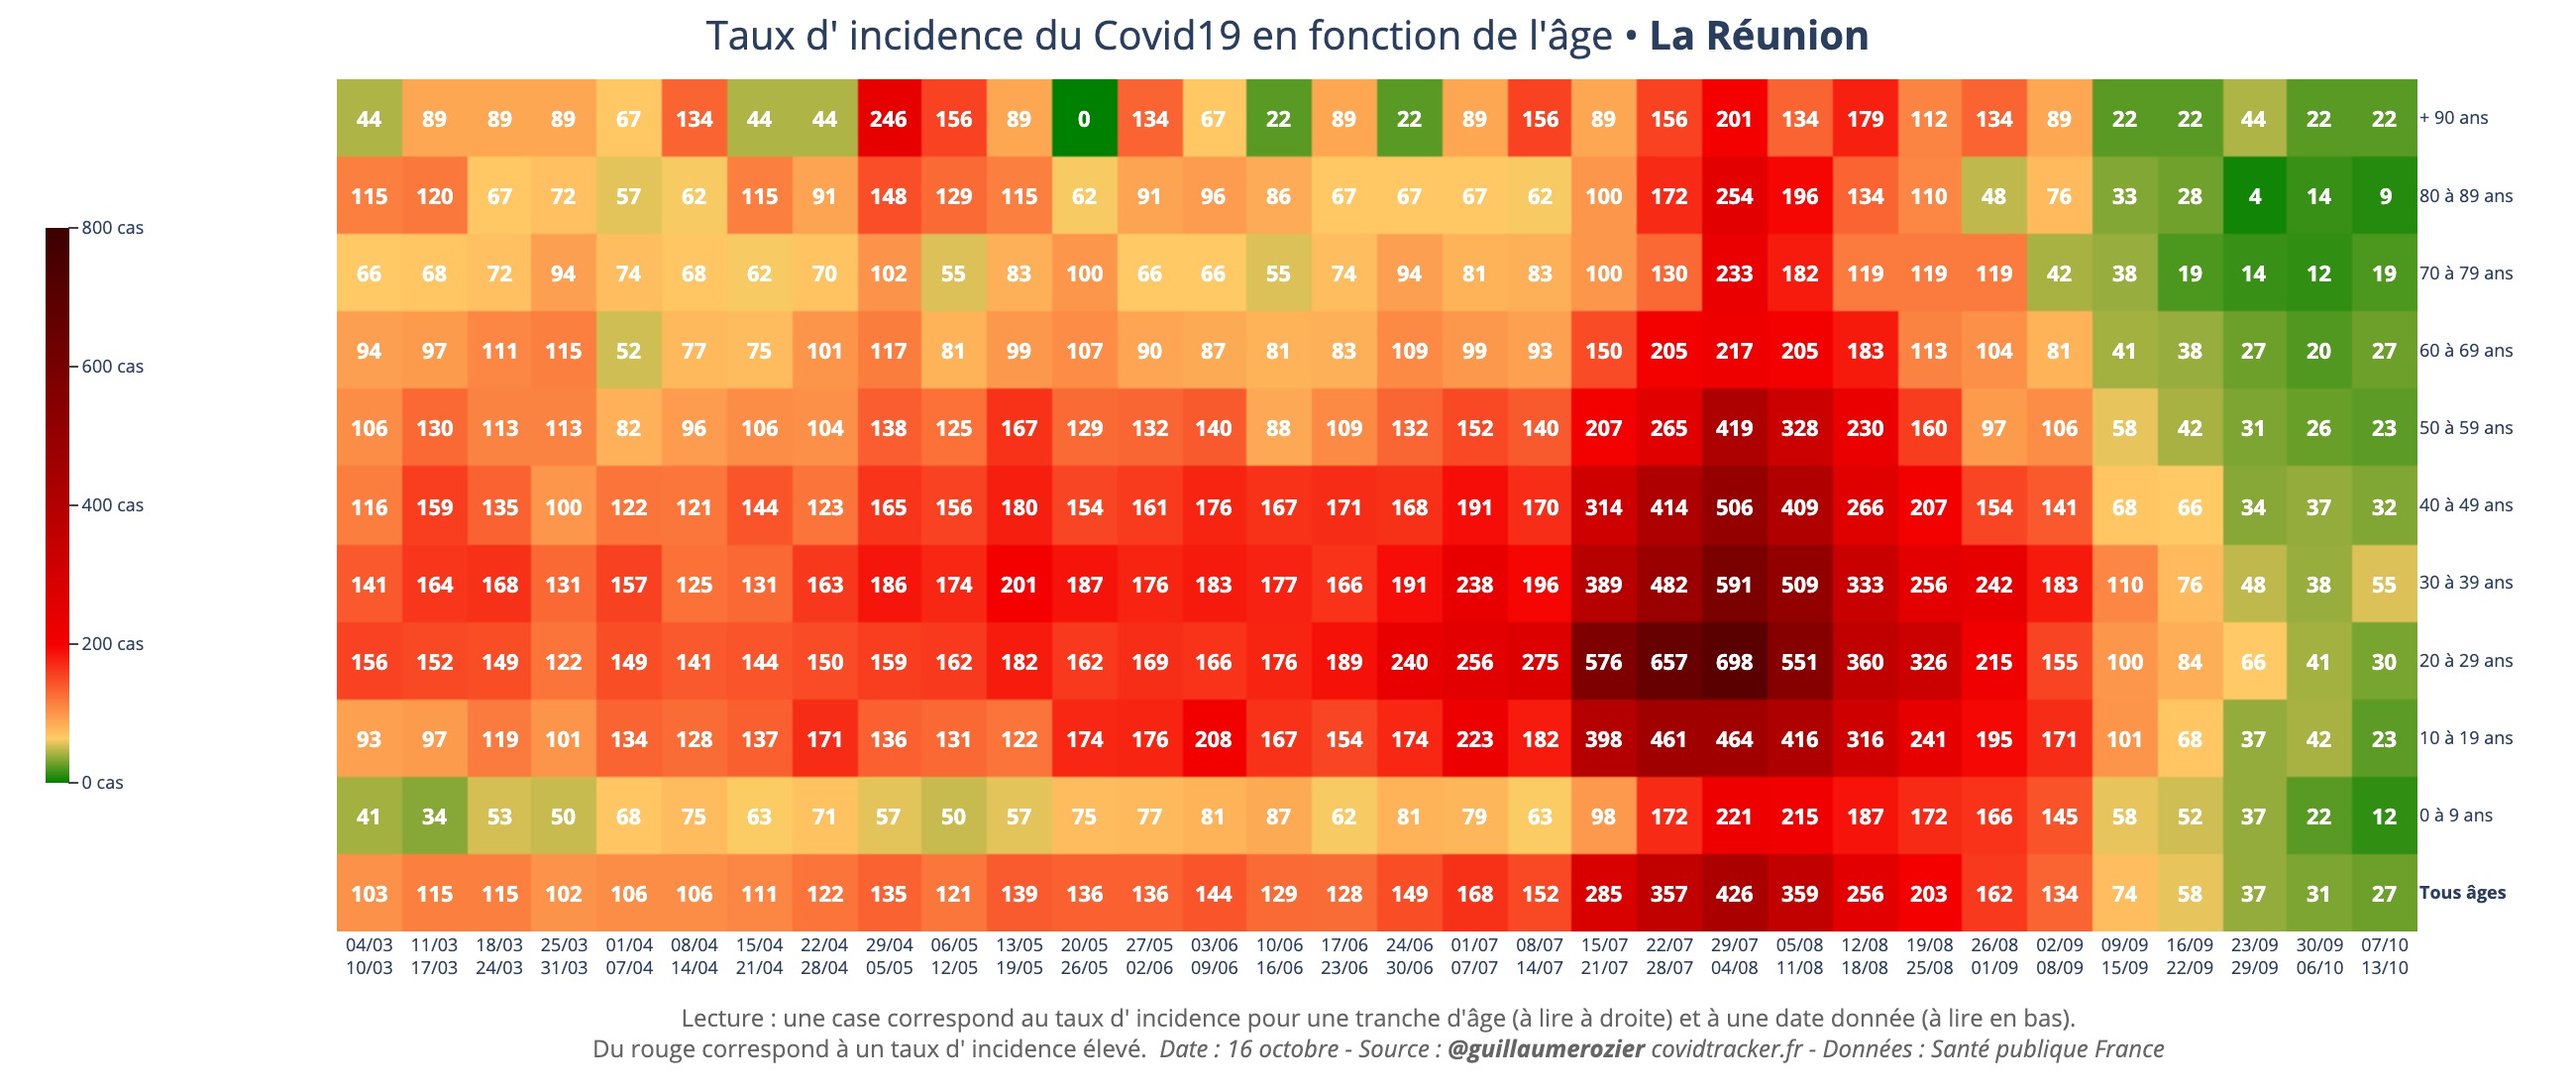 Taux d' incidence du Covid19 en fonction de l'âge • La Réunion
44 89 89 89 67 134 44 44 246 156 89 0 134 67 22 89 22 89 156 89 156 201 134 179 112 134 89 22 22 44 22 22 + 90 ans
115 120 67 72 57 62 115 91 148 129 115 62 91 96 86 67 67 67 62 100 172 254 196 134 110 48 76 33 28 4 14 9 80 à 89 ans
800 cas
66 68 72 94 74 68 62 70 102 55 83 100 66 66 55 74 94 81 83 100 130 233 182 119 119 119 42 38 19 14 12 19 70 à 79 ans
94 97 111 115 52 77 75 101 117 81 99 107 90 87 81 83 109 99 93 150 205 217 205 183 113 104 81 41 38 27 20 27 60 à 69 ans
600 cas
106 130 113 113 82 96 106 104 138 125 167 129 132 140 88 109 132 152 140 207 265 419 328 230 160 97 106 58 42 31 26 23 50 à 59 ans
400 cas
116 159 135 100 122 121 144 123 165 156 180 154 161 176 167 171 168 191 170 314 414 506 409 266 207 154 141 68 66 34 37 32 40 à 49 ans
141 164 168 131 157 125 131 163 186 174 201 187 176 183 177 166 191 238 196 389 482 591 509 333 256 242 183 110 76 48 38 55 30 à 39 ans
200 cas
156 152 149 122 149 141 144 150 159 162 182 162 169 166 176 189 240 256 275 576 657 698 551 360 326 215 155 100 84 66 41 30 20 à 29 ans
93 97 119 101 134 128 137 171 136 131 122 174 176 208 167 154 174 223 182 398 461 464 416 316 241 195 171 101 68 37 42 23 10 à 19 ans
0 cas
41 34 53 50 68 75 63 71 57 50 57 75 77 81 87 62 81 79 63 98 172 221 215 187 172 166 145 58 52 37 22 12 0 à 9 ans
103 115 115 102 106 106 111 122 135 121 139 136 136 144 129 128 149 168 152 285 357 426 359 256 203 162 134 74 58 37 31 27 Tous âges
04/03 11/03 18/03 25/03 01/04 08/04 15/04 22/04 29/04 06/05 13/05 20/05 27/05 03/06 10/06 17/06 24/06 01/07 08/07 15/07 22/07 29/07 05/08 12/08 19/08 26/08 02/09 09/09 16/09 23/09 30/09 07/10
10/03 17/03 24/03 31/03 07/04 14/04 21/04 28/04 05/05 12/05 19/05 26/05 02/06 09/06 16/06 23/06 30/06 07/07 14/07 21/07 28/07 04/08 11/08 18/08 25/08 01/09 08/09 15/09 22/09 29/09 06/10 13/10
Lecture : une case correspond au taux d' incidence pour une tranche d'âge (à lire à droite) et à une date donnée (à lire en bas).
Du rouge correspond à un taux d' incidence élevé. Date : 16 octobre - Source : @guillaumerozier covidtracker.fr - Données : Santé publique France